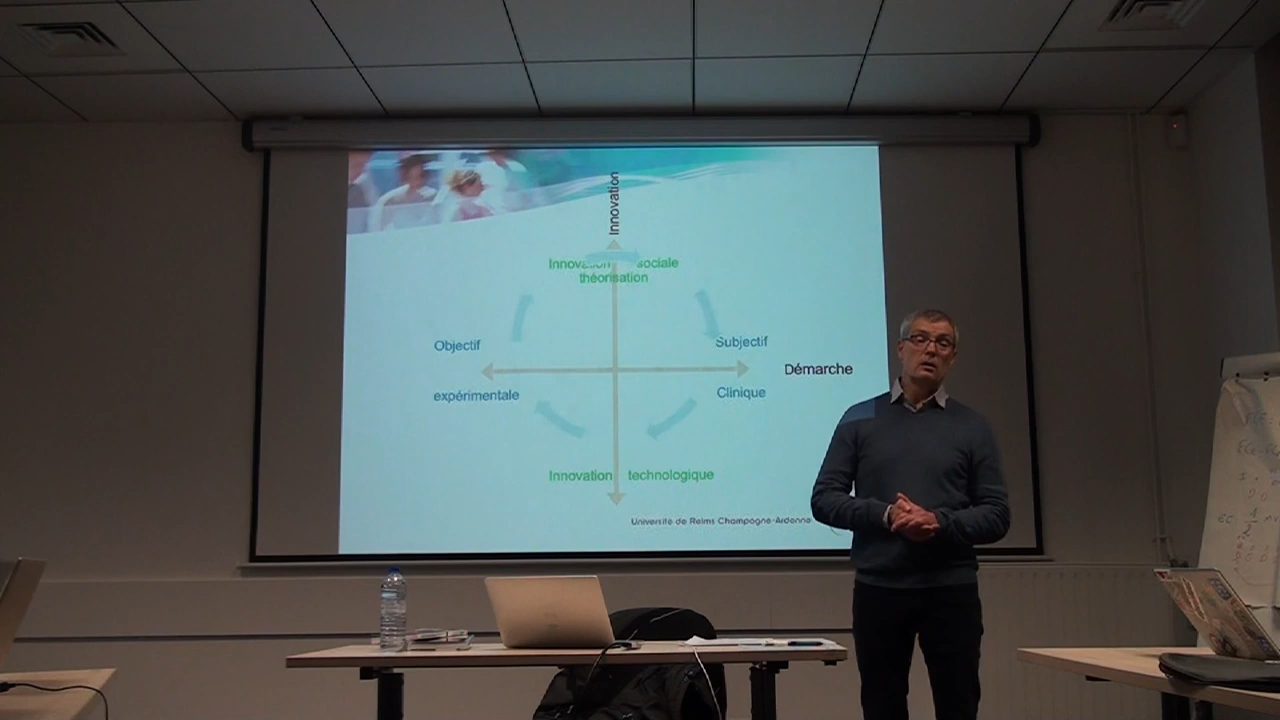 Innovation
Innovation sociale
théorisation
Objectif
Subjectif
Démarche
expérimentale
Clinique
Innovation technologique
Université de Reims Champagne-Ardenne